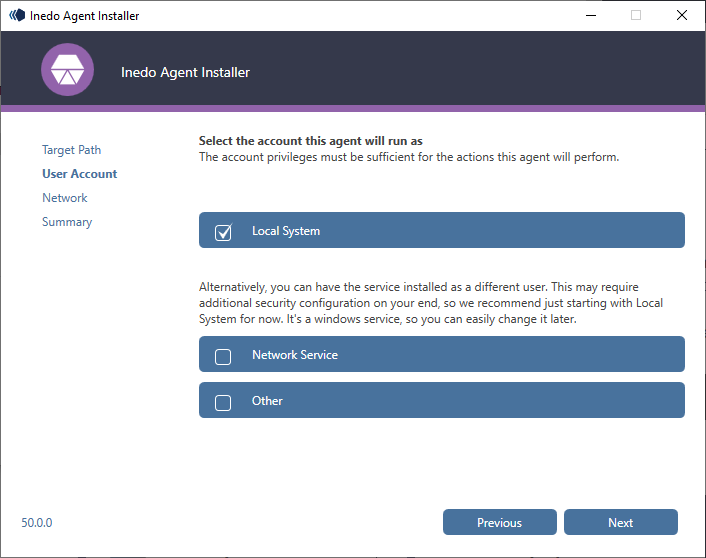 Inedo Agent Installer
Inedo Agent Installer
Target Path
User Account
Network
Summary
Select the account this agent will run as
The account privileges must be sufficient for the actions this agent will perform.
Local System
Alternatively, you can have the service installed as a different user. This may require
additional security configuration on your end, so we recommend just starting with Local
System for now. It's a windows service, so you can easily change it later.
Network Service
Other
50.0.0
Previous
Next